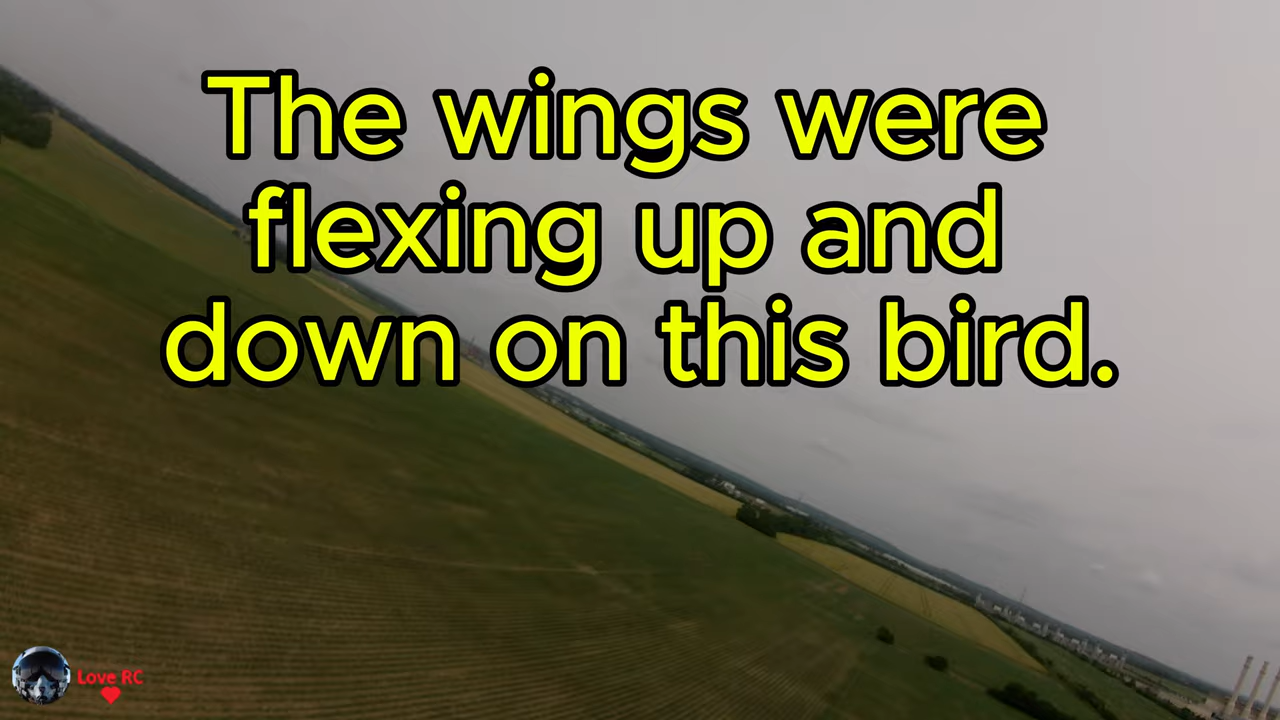 The wings were
flexing up and
down on this bird.
Love RC